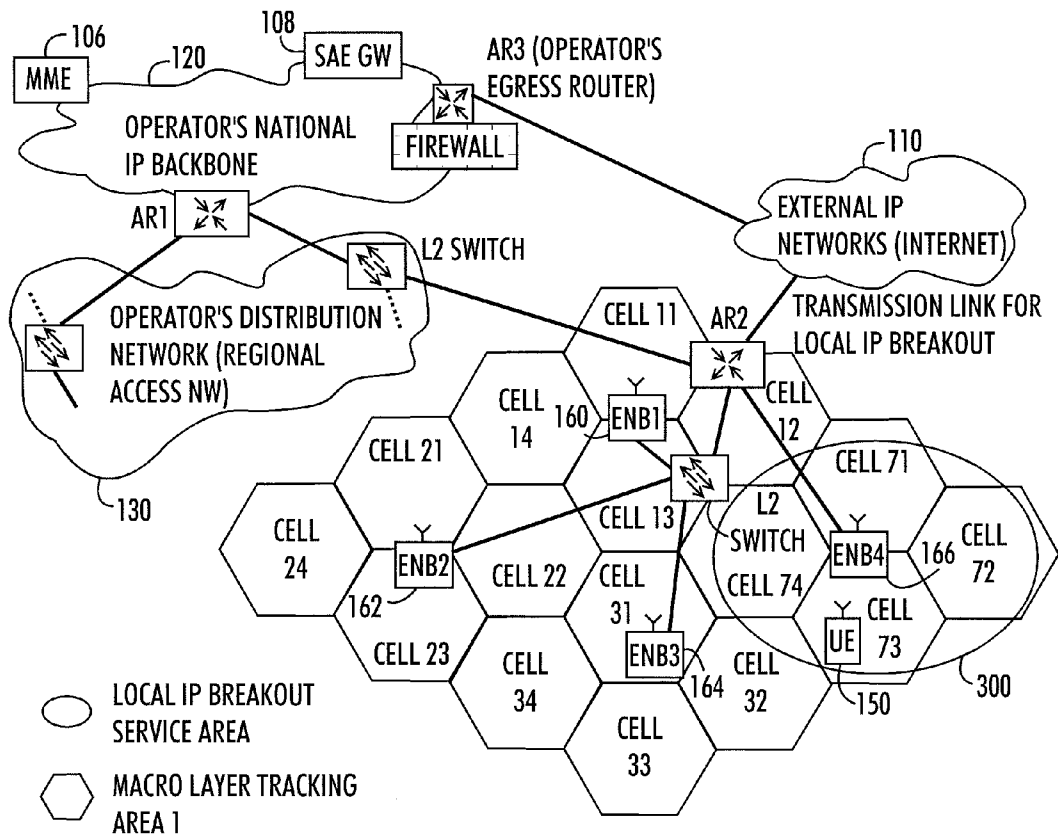 106
MME
120
108
SAE GW
AR3 (OPERATOR'S
EGRESS ROUTER)
OPERATOR'S NATIONAL
IP BACKBONE
FIREWALL
110
EXTERNAL IP
NETWORKS (INTERNET)
AR1
L2 SWITCH
OPERATOR'S DISTRIBUTION
NETWORK (REGIONAL
ACCESS NW)
130
TRANSMISSION LINK FOR
LOCAL IP BREAKOUT
CELL 11
AR2
CELL
12
CELL
14
160
ENB1
CELL 21
CELL 71
CELL 13
L2
SWITCH
CELL
24
ENB2
162
CELL 22
CELL
31
CELL 74
ENB4
166
CELL
72
CELL 23
CELL
34
ENB3
164
CELL
32
UE
150
CELL
73
300
CELL
33
LOCAL IP BREAKOUT
SERVICE AREA
MACRO LAYER TRACKING
AREA 1